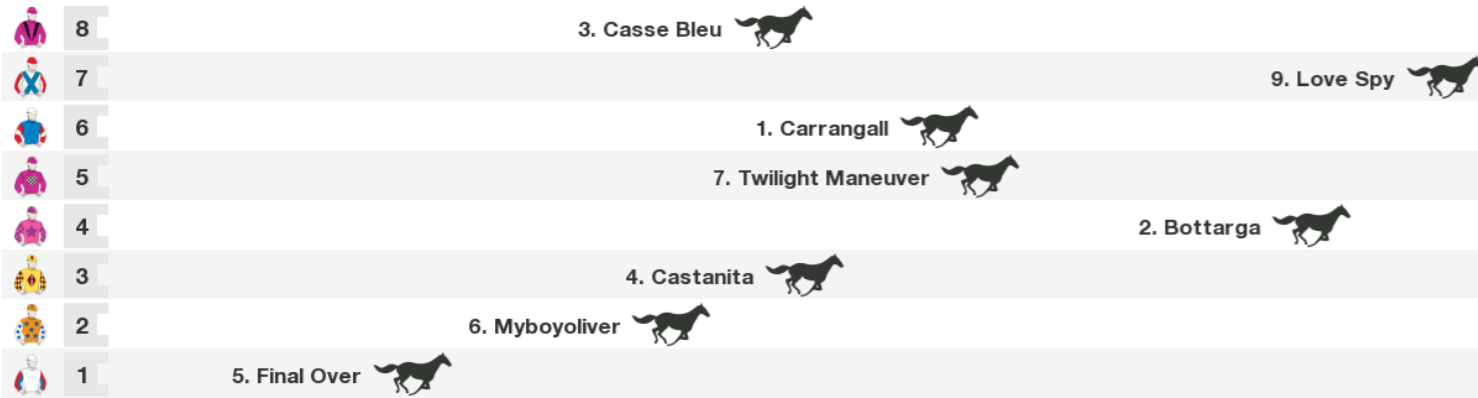 8 3. Casse Bleu
7 9. Love Spy
6 1. Carrangall
5 7. Twilight Maneuver
4 2. Bottarga
3 4. Castanita
2 6. Myboyoliver
1 5. Final Over